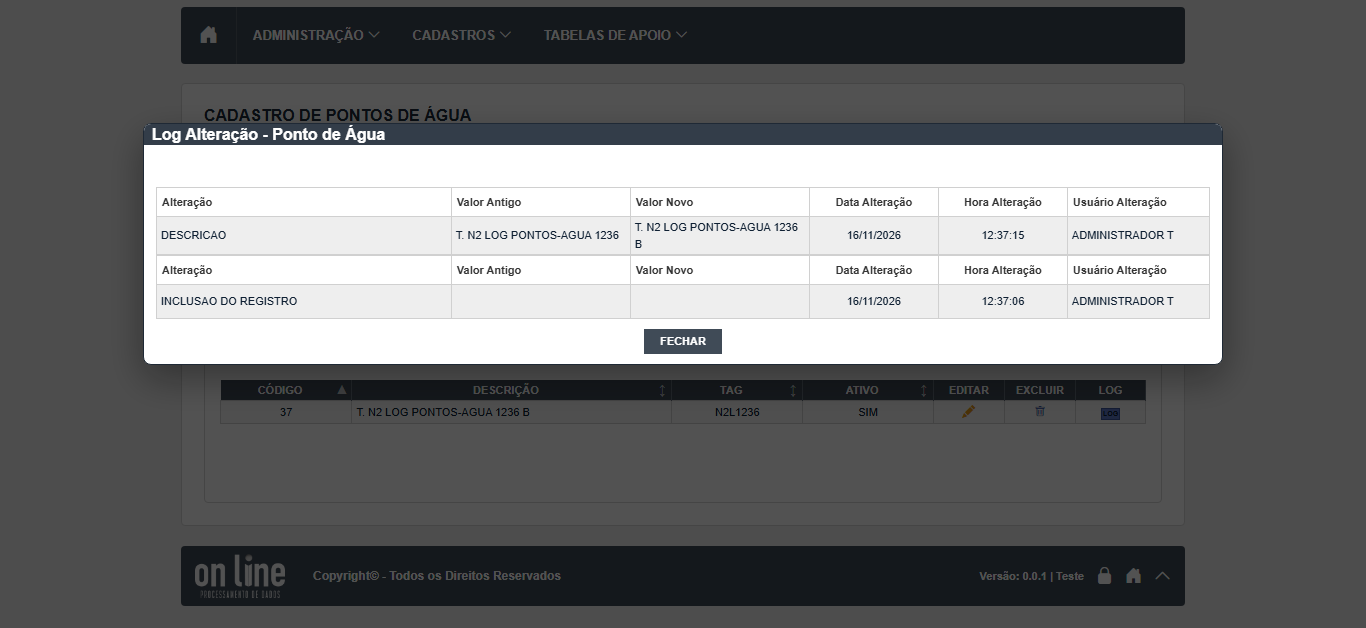 ADMINISTRAÇÃO CADASTROS TABELAS DE APOIO
CADASTRO DE PONTOS DE ÁGUA
Log Alteração - Ponto de Água
Alteração Valor Antigo Valor Novo Data Alteração Hora Alteração Usuário Alteração
DESCRICAO T. N2 LOG PONTOS-AGUA 1236 T. N2 LOG PONTOS-AGUA 1236 B 16/11/2026 12:37:15 ADMINISTRADOR T
Alteração Valor Antigo Valor Novo Data Alteração Hora Alteração Usuário Alteração
INCLUSAO DO REGISTRO 16/11/2026 12:37:06 ADMINISTRADOR T
FECHAR
CÓDIGO DESCRIÇÃO TAG ATIVO EDITAR EXCLUIR LOG
37 T. N2 LOG PONTOS-AGUA 1236 B N2L1236 SIM LOG
on line
PROCESSAMENTO DE DADOS
Copyright© - Todos os Direitos Reservados
Versão: 0.0.1 | Teste